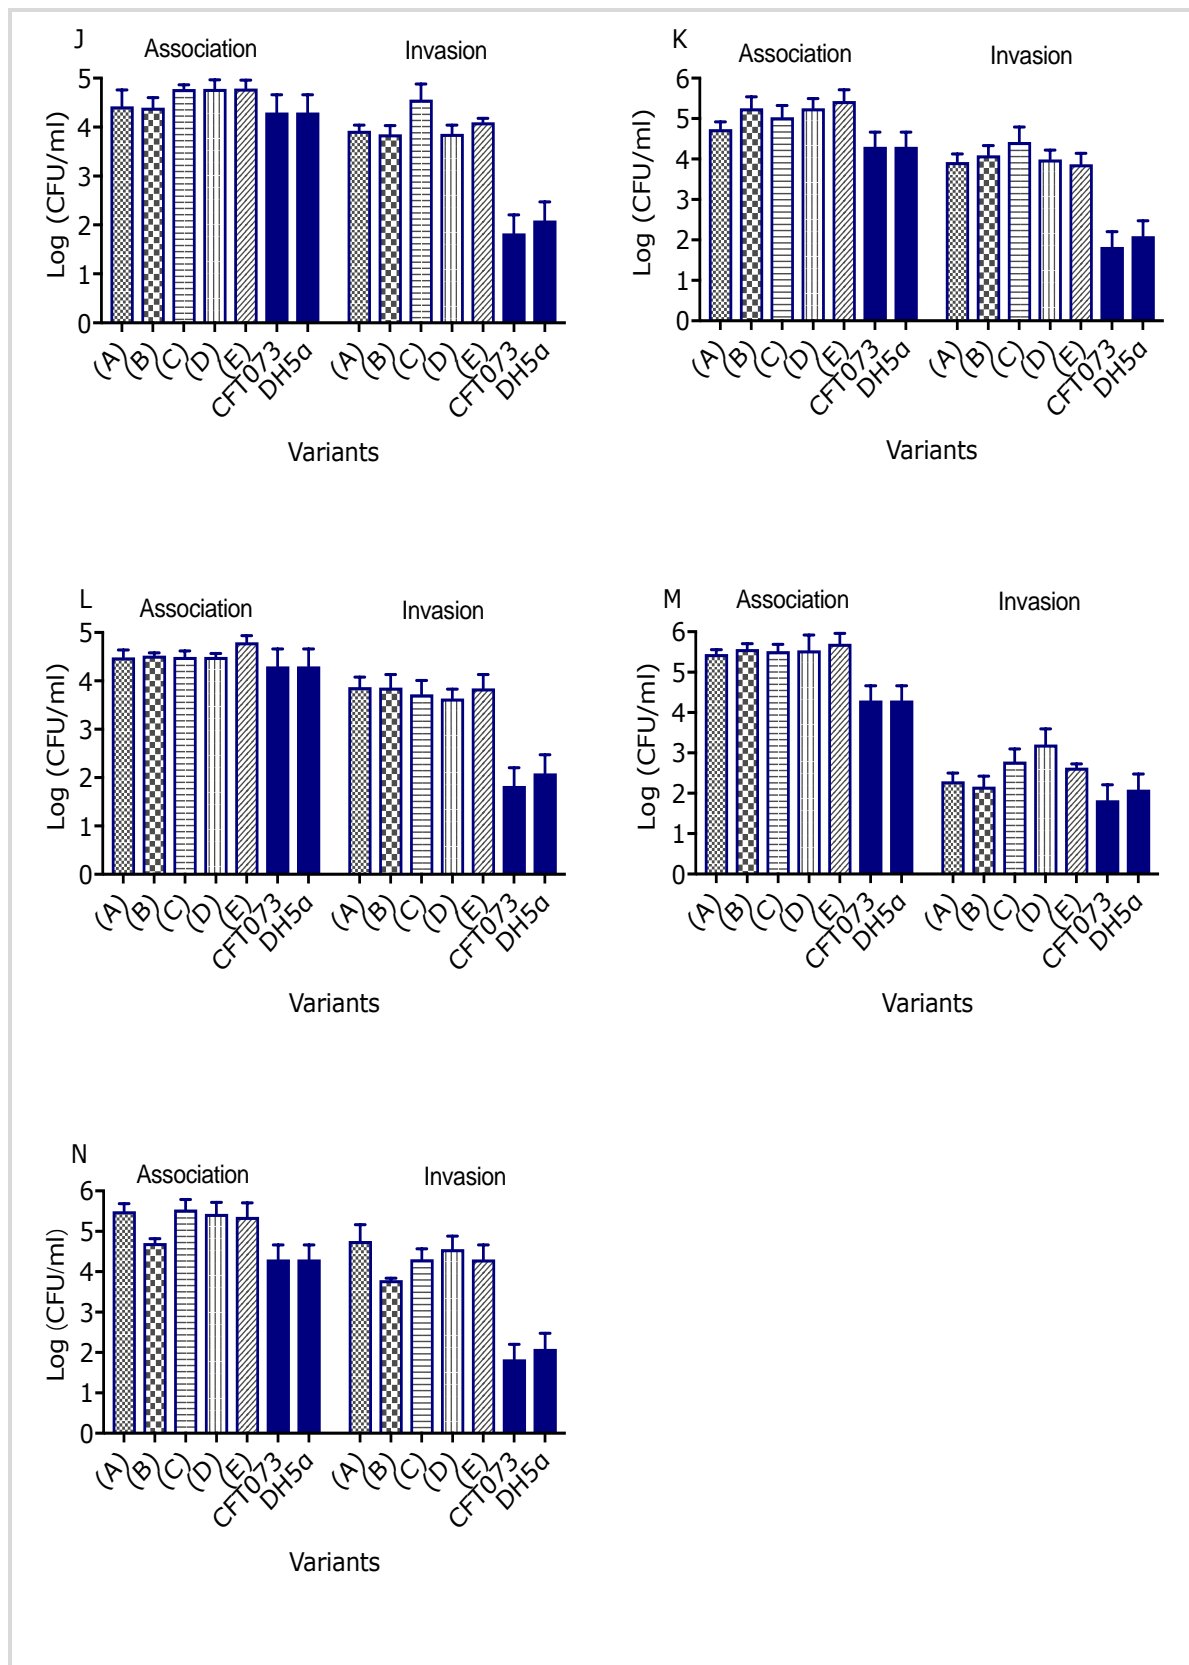 J
Association Invasion
Log (CFU/ml)
5
4
3
2
1
0
(A) (B) (C) (D) (E) CFT073 DH5α (A) (B) (C) (D) (E) CFT073 DH5α
Variants
K
Association Invasion
Log (CFU/ml)
6
5
4
3
2
1
0
(A) (B) (C) (D) (E) CFT073 DH5α (A) (B) (C) (D) (E) CFT073 DH5α
Variants
L
Association Invasion
Log (CFU/ml)
5
4
3
2
1
0
(A) (B) (C) (D) (E) CFT073 DH5α (A) (B) (C) (D) (E) CFT073 DH5α
Variants
M
Association Invasion
Log (CFU/ml)
6
5
4
3
2
1
0
(A) (B) (C) (D) (E) CFT073 DH5α (A) (B) (C) (D) (E) CFT073 DH5α
Variants
N
Association Invasion
Log (CFU/ml)
6
5
4
3
2
1
0
(A) (B) (C) (D) (E) CFT073 DH5α (A) (B) (C) (D) (E) CFT073 DH5α
Variants